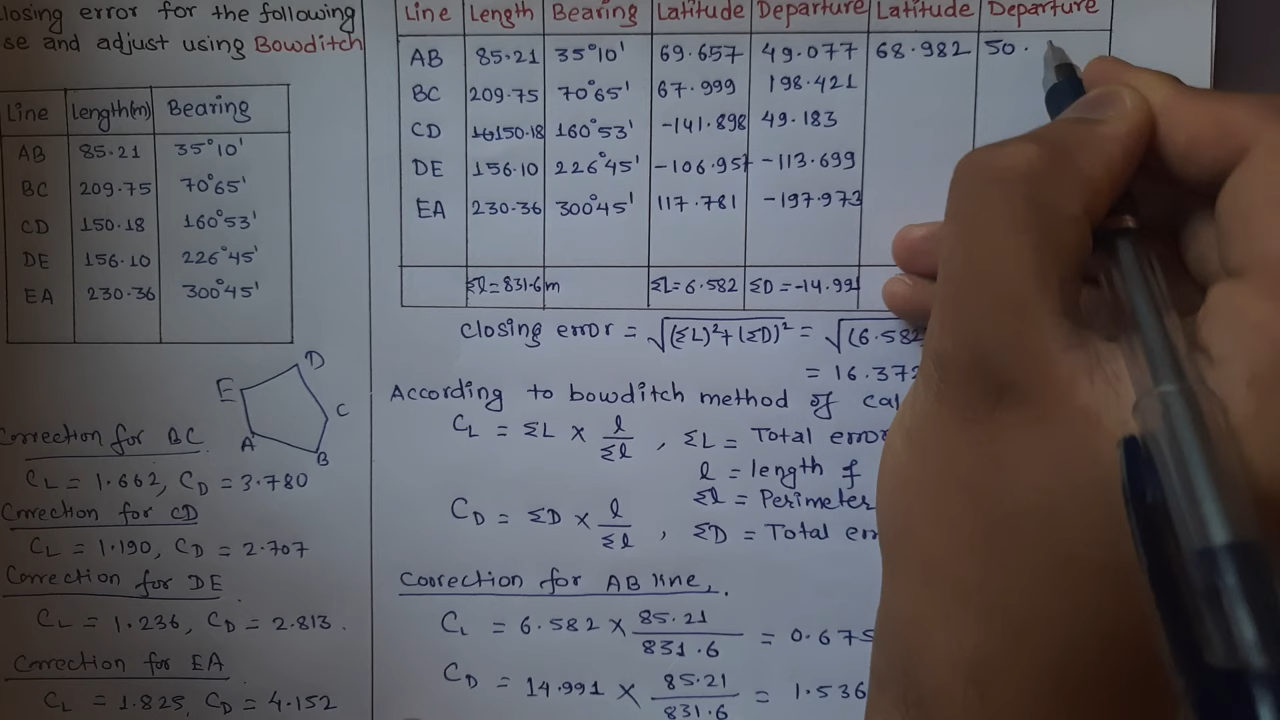 losing error for the following
se and adjust using Bowditch
Line Length(m) Bearing
AB 85.21 35°10'
BC 209.75 70°65'
CD 150.18 160°53'
DE 156.10 226°45'
EA 230.36 300°45'
E D C B A
Correction for BC
CL = 1.662, CD = 3.780
Correction for CD
CL = 1.190, CD = 2.707
Correction for DE
CL = 1.236, CD = 2.813.
Correction for EA
CL = 1.825, CD = 4.152
Line Length Bearing Latitude Departure Latitude Departure
AB 85.21 35°10' 69.657 49.077 68.982 50.
BC 209.75 70°65' 67.999 198.421
CD 150.18 160°53' -141.898 49.183
DE 156.10 226°45' -106.957 -113.699
EA 230.36 300°45' 117.781 -197.973
Σl = 831.6m ΣL = 6.582 ΣD = -14.991
Closing error = √(ΣL)²+(ΣD)² = √(6.582
= 16.372
According to bowditch method of cal
CL = ΣL × l/Σl , ΣL = Total error
l = length of
Σl = Perimeter
CD = ΣD × l/Σl , ΣD = Total err
Correction for AB line,.
CL = 6.582 × 85.21/831.6 = 0.675
CD = 14.991 × 85.21/831.6 = 1.536